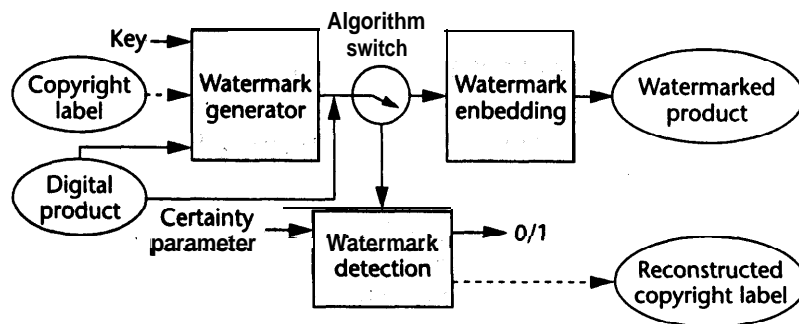 Algorithm
switch
Key
Copyright
label
Watermark
generator
Watermark
enbedding
Watermarked
product
Digital
product
Certainty
parameter
Watermark
detection
0/1
Reconstructed
copyright label